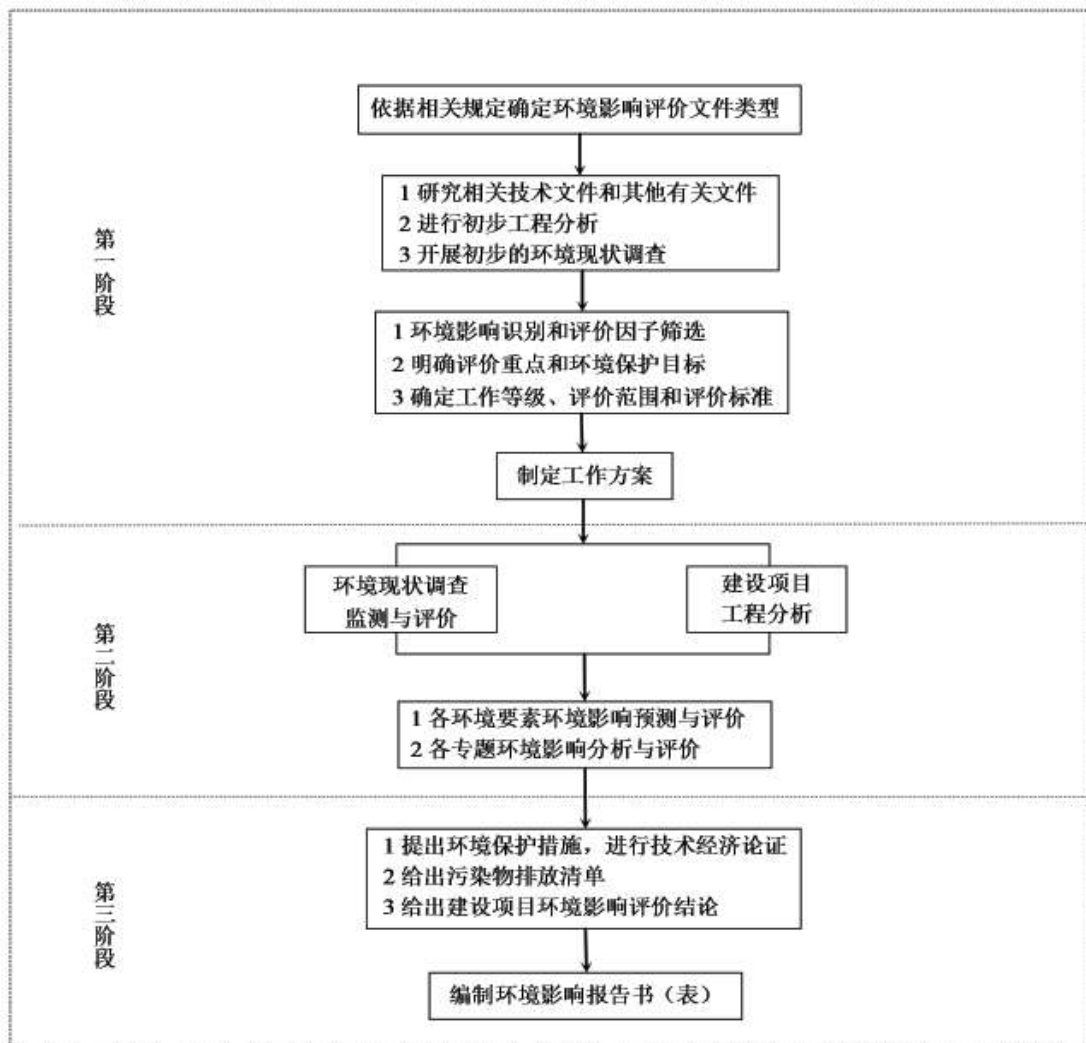 依据相关规定确定环境影响评价文件类型
1 研究相关技术文件和其他有关文件
2 进行初步工程分析
3 开展初步的环境现状调查
第一阶段
1 环境影响识别和评价因子筛选
2 明确评价重点和环境保护目标
3 确定工作等级、评价范围和评价标准
制定工作方案
环境现状调查
监测与评价
建设项目
工程分析
第二阶段
1 各环境要素环境影响预测与评价
2 各专题环境影响分析与评价
1 提出环境保护措施，进行技术经济论证
2 给出污染物排放清单
3 给出建设项目环境影响评价结论
第三阶段
编制环境影响报告书（表）